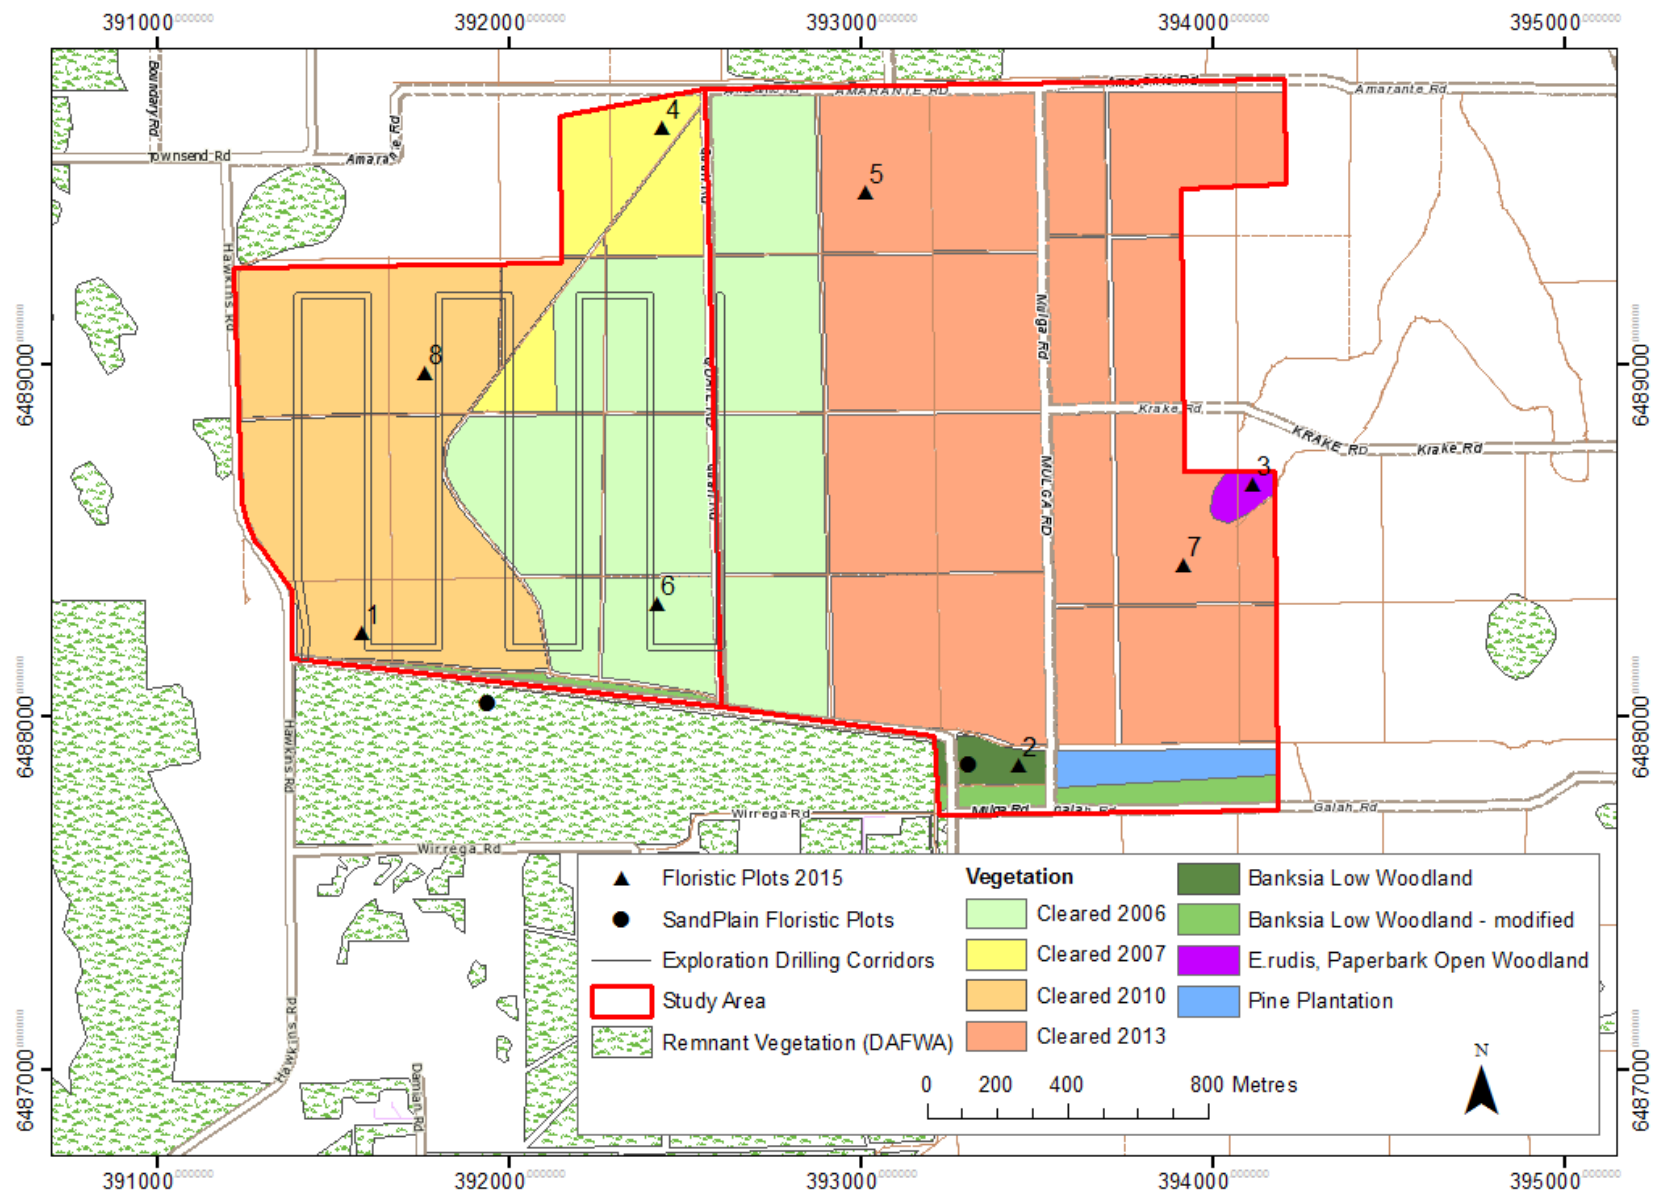 391000 392000 393000 394000 395000
Boundary Rd
Townsend Rd
Amarante Rd
AMARANTE RD
Amarante Rd
4
5
Hawkins Rd
Mulga Rd
6489000
6489000
8
Krake Rd
KRAKE RD
Krake Rd
3
MULGA RD
7
6
1
6488000
6488000
2
Hawkins Rd
Mulga Rd
Galah Rd
Galah Rd
Wirrega Rd
Wirrega Rd
Hawkins Rd
Damian Rd
6487000
6487000
Floristic Plots 2015
SandPlain Floristic Plots
Exploration Drilling Corridors
Study Area
Remnant Vegetation (DAFWA)
Vegetation
Cleared 2006
Cleared 2007
Cleared 2010
Cleared 2013
Banksia Low Woodland
Banksia Low Woodland - modified
E.rudis, Paperbark Open Woodland
Pine Plantation
0 200 400 800 Metres
N
391000 392000 393000 394000 395000